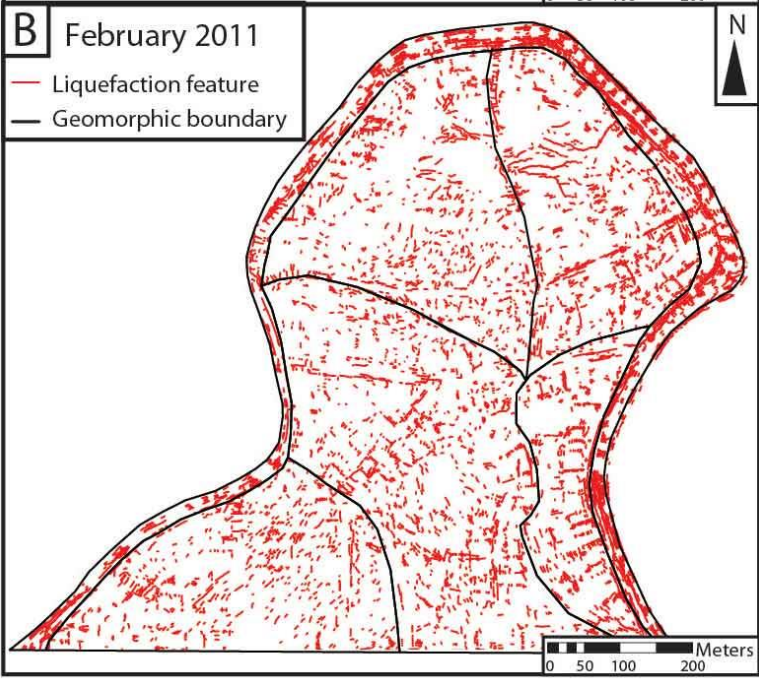 B February 2011
Liquefaction feature
Geomorphic boundary
N
Meters
0 50 100 200